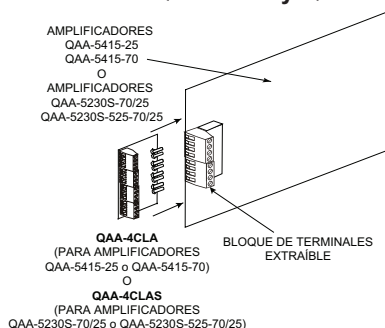 AMPLIFICADORES
QAA-5415-25
QAA-5415-70
O
AMPLIFICADORES
QAA-5230S-70/25
QAA-5230S-525-70/25
BLOQUE DE TERMINALES
EXTRAÍBLE
QAA-4CLA
(PARA AMPLIFICADORES
QAA-5415-25 o QAA-5415-70)
O
QAA-4CLAS
(PARA AMPLIFICADORES
QAA-5230S-70/25 o QAA-5230S-525-70/25)